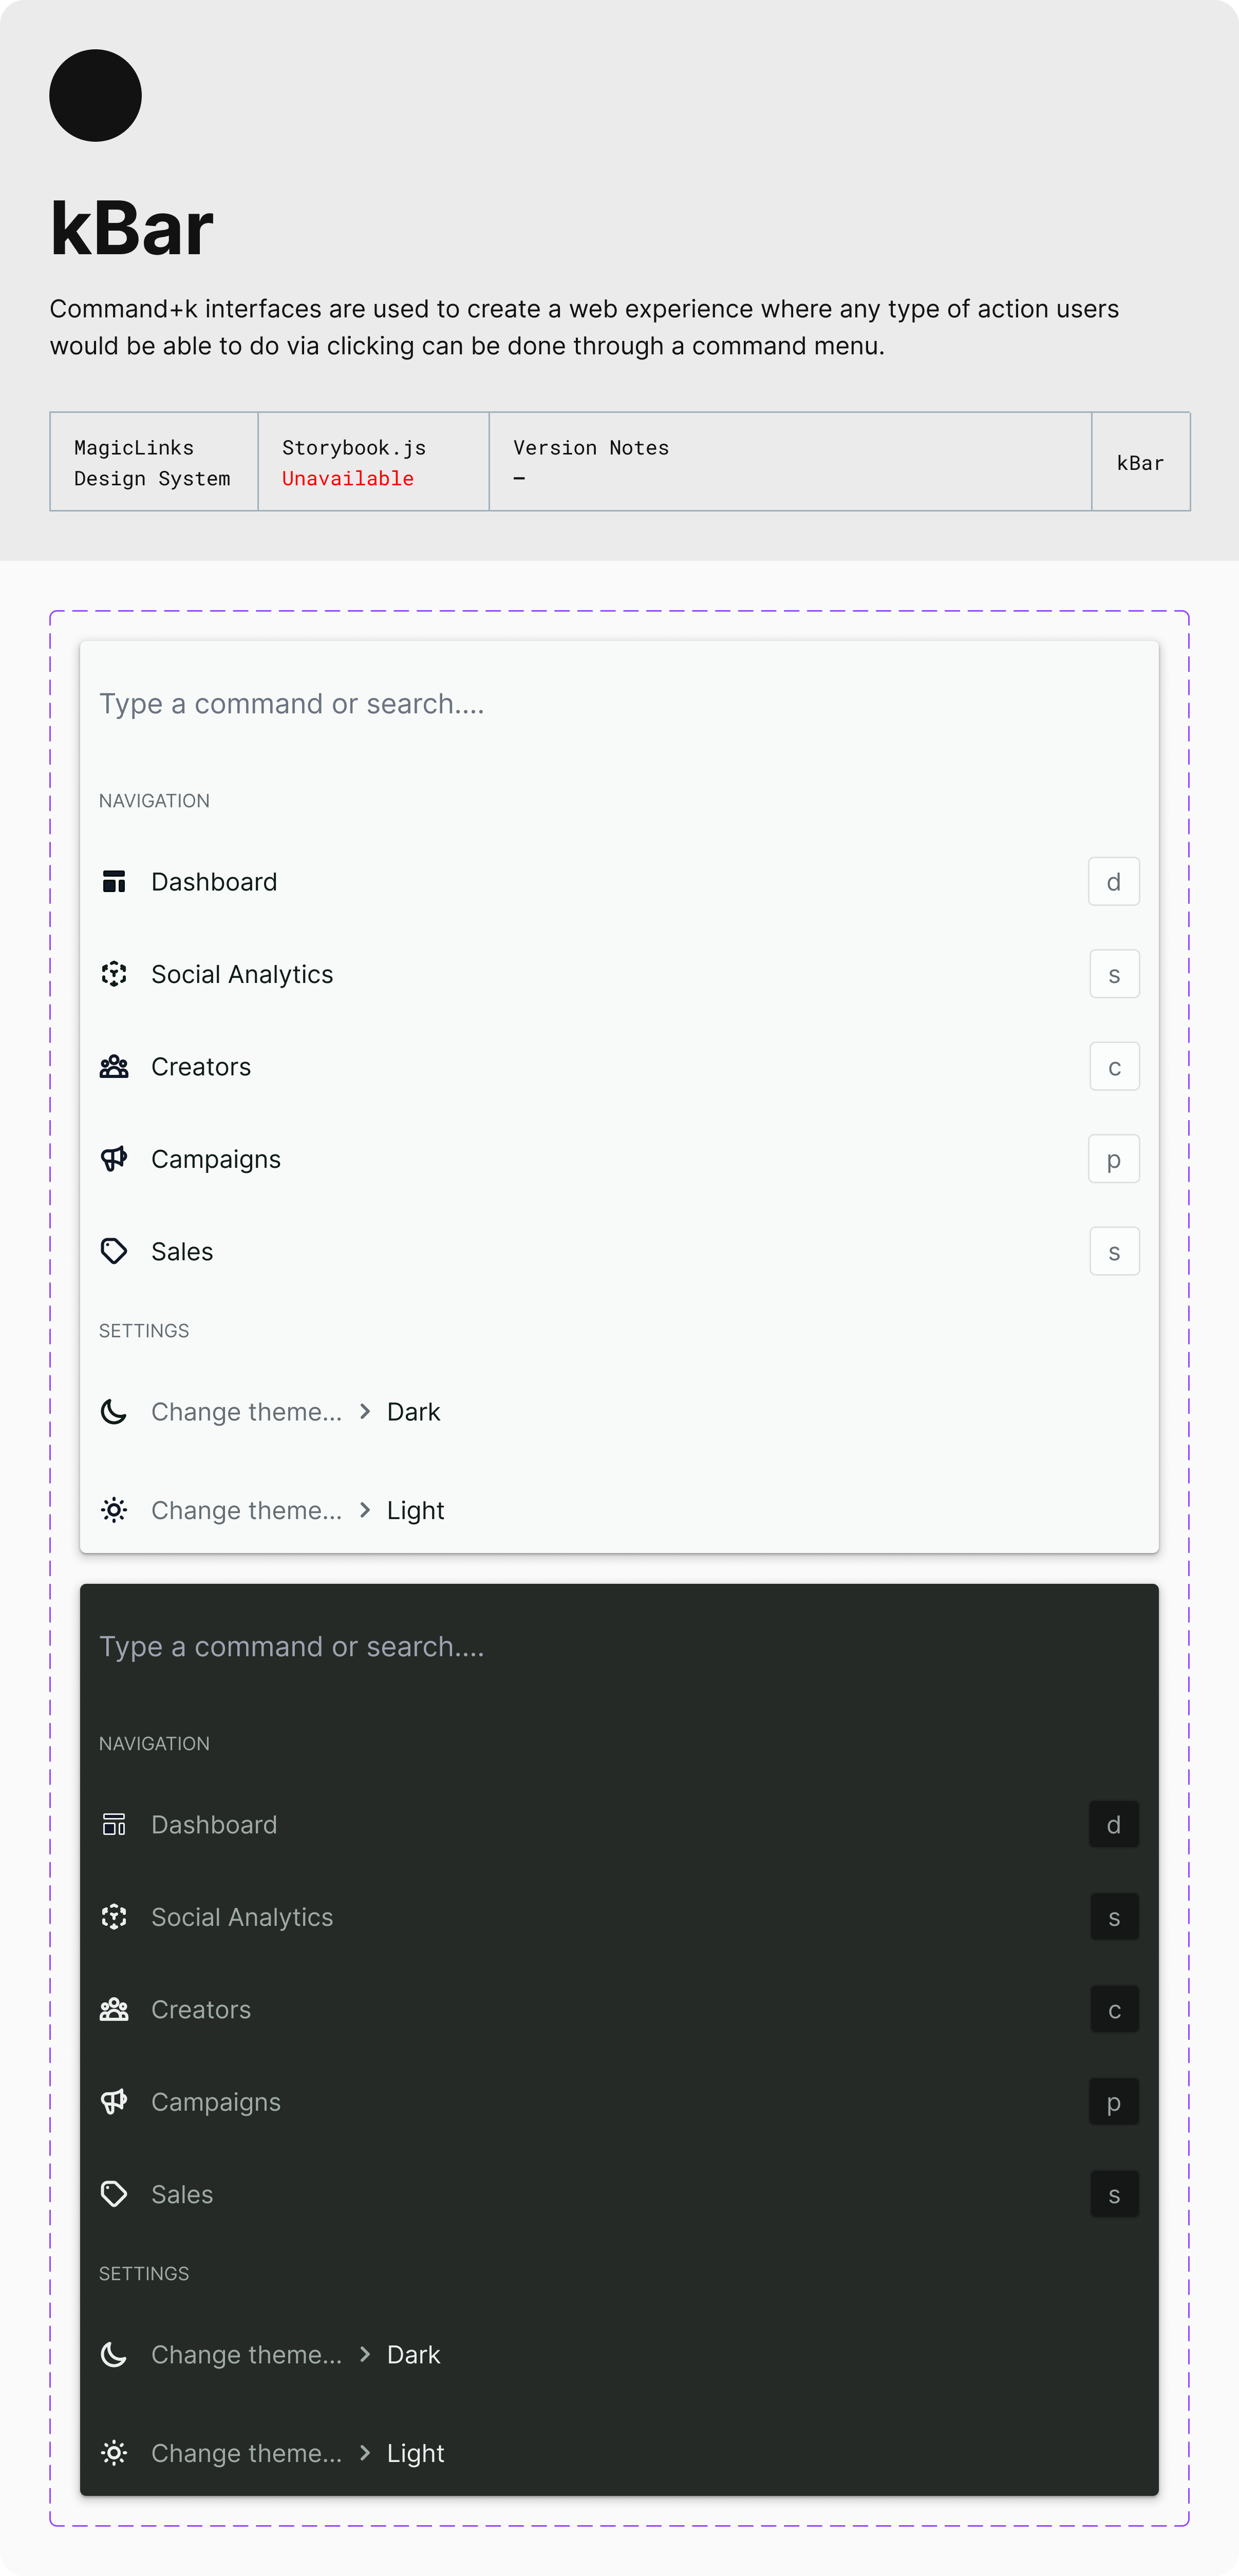 kBar
Command+k interfaces are used to create a web experience where any type of action users
would be able to do via clicking can be done through a command menu.
MagicLinks
Design System
Storybook.js
Unavailable
Version Notes
—
kBar
Type a command or search....
NAVIGATION
Dashboard d
Social Analytics s
Creators c
Campaigns p
Sales s
SETTINGS
Change theme... > Dark
Change theme... > Light
Type a command or search....
NAVIGATION
Dashboard d
Social Analytics s
Creators c
Campaigns p
Sales s
SETTINGS
Change theme... > Dark
Change theme... > Light